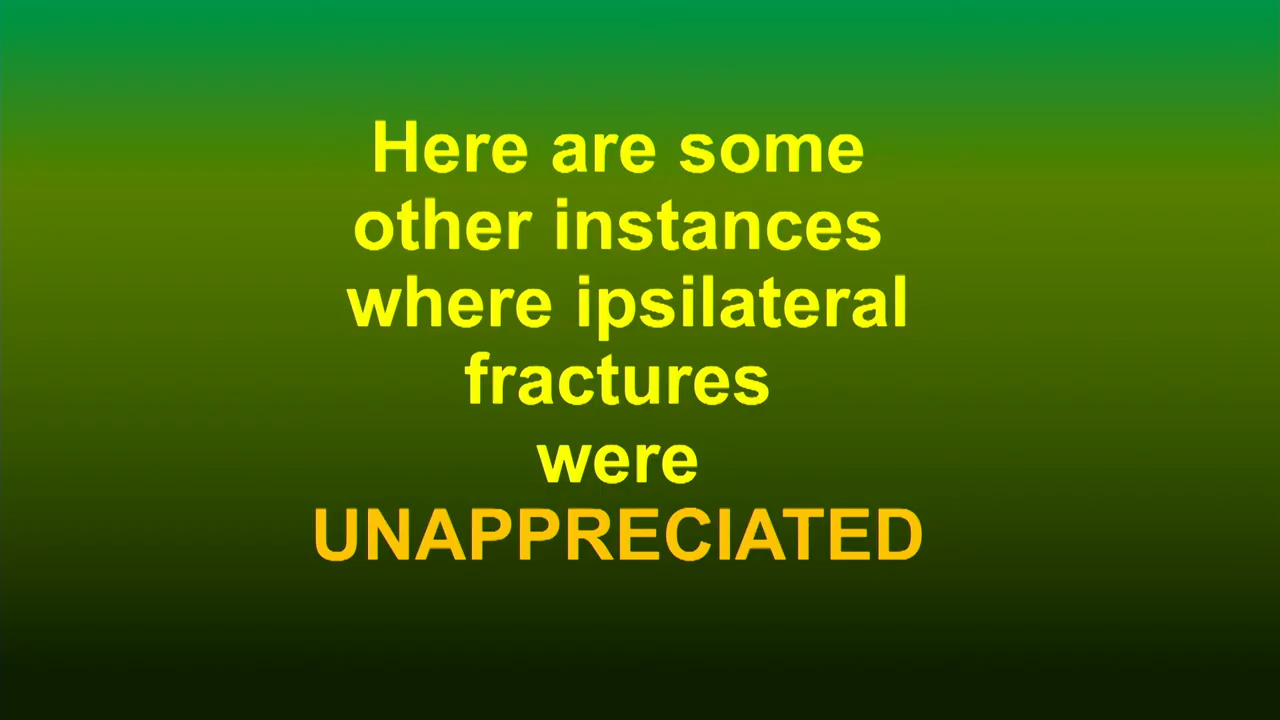 Here are some
other instances
where ipsilateral
fractures
were
UNAPPRECIATED